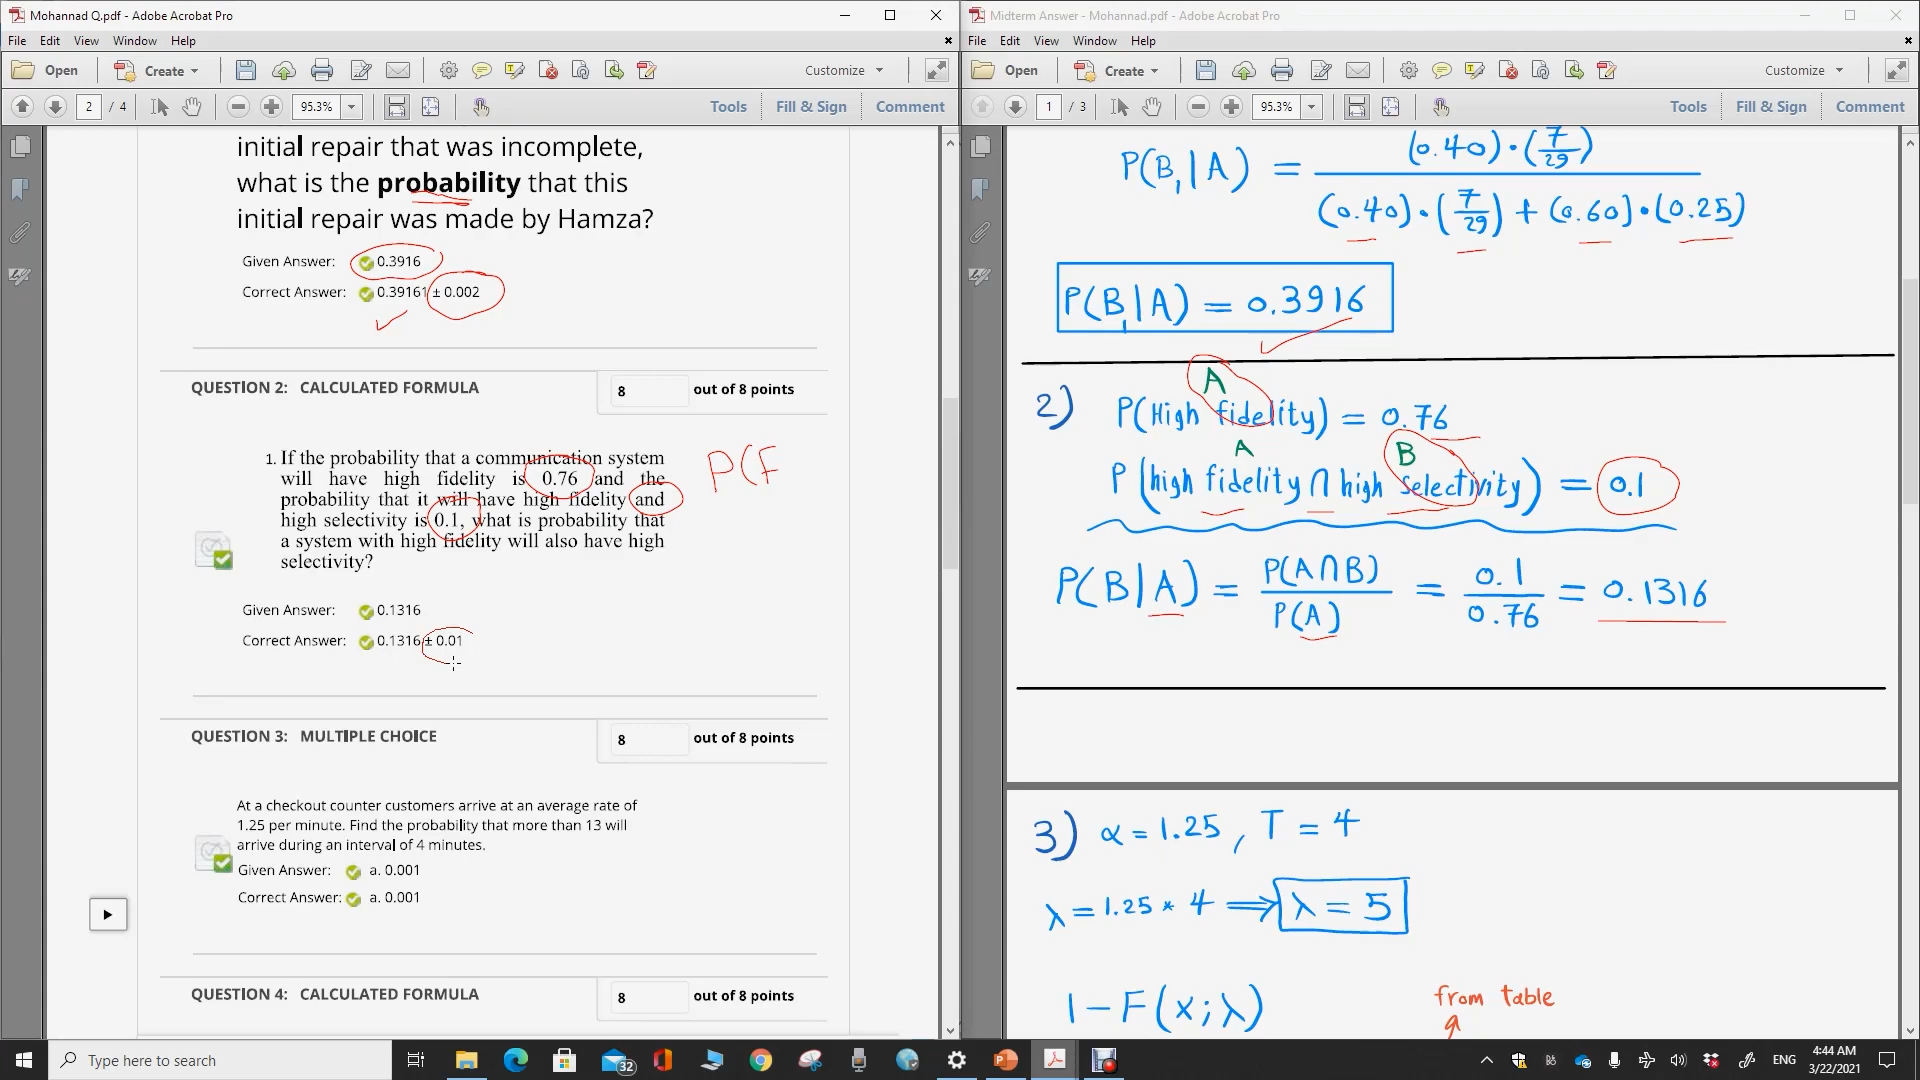 Mohannad Q.pdf - Adobe Acrobat Pro
File Edit View Window Help
Open Create Customize
2 / 4 95.3% Tools Fill & Sign Comment
initial repair that was incomplete,
what is the probability that this
initial repair was made by Hamza?
Given Answer: 0.3916
Correct Answer: 0.39161 ± 0.002
QUESTION 2: CALCULATED FORMULA 8 out of 8 points
1. If the probability that a communication system
will have high fidelity is 0.76 and the
probability that it will have high fidelity and
high selectivity is 0.1, what is probability that
a system with high fidelity will also have high
selectivity?
P(F
Given Answer: 0.1316
Correct Answer: 0.1316 ± 0.01
QUESTION 3: MULTIPLE CHOICE 8 out of 8 points
At a checkout counter customers arrive at an average rate of
1.25 per minute. Find the probability that more than 13 will
arrive during an interval of 4 minutes.
Given Answer: a. 0.001
Correct Answer: a. 0.001
QUESTION 4: CALCULATED FORMULA 8 out of 8 points
Midterm Answer - Mohannad.pdf - Adobe Acrobat Pro
File Edit View Window Help
Open Create Customize
1 / 3 95.3% Tools Fill & Sign Comment
(0.40)·(7/29)
P(B₁|A) =
(0.40)·(7/29) + (0.60)·(0.25)
P(B₁|A) = 0.3916
A
2) P(High fidelity) = 0.76
A B
P(high fidelity ∩ high selectivity) = 0.1
P(B|A) = P(A∩B)/P(A) = 0.1/0.76 = 0.1316
3) α = 1.25, T = 4
λ = 1.25 * 4 ⟹ λ = 5
from table
1 − F(x; λ)
Type here to search
32
ENG
4:44 AM
3/22/2021